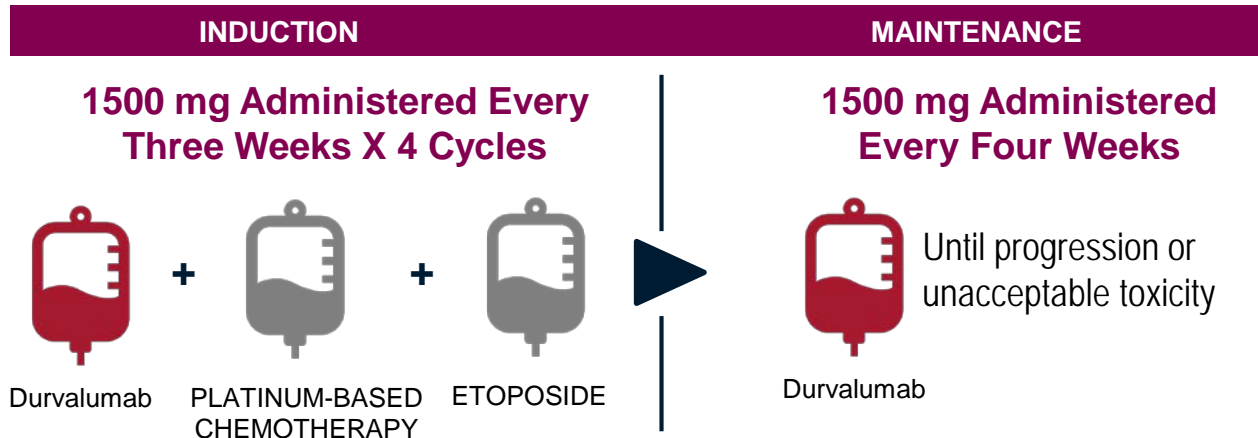 INDUCTION
MAINTENANCE
1500 mg Administered Every
Three Weeks X 4 Cycles
1500 mg Administered
Every Four Weeks
+
+
Until progression or
unacceptable toxicity
Durvalumab
PLATINUM-BASED
CHEMOTHERAPY
ETOPOSIDE
Durvalumab